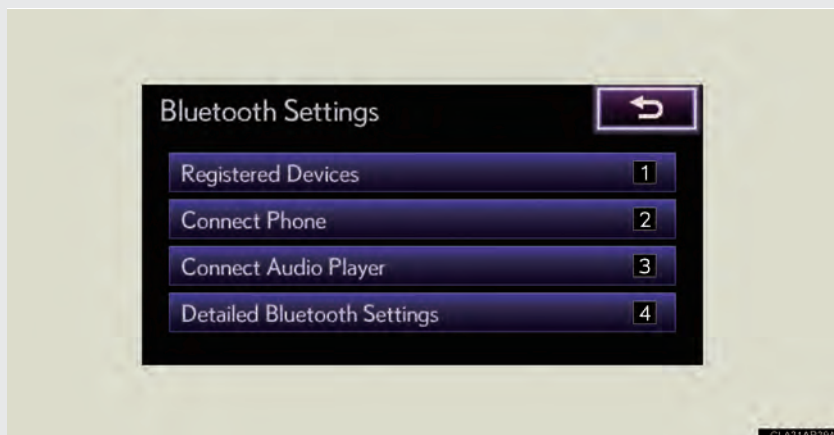 Bluetooth Settings
Registered Devices 1
Connect Phone 2
Connect Audio Player 3
Detailed Bluetooth Settings 4